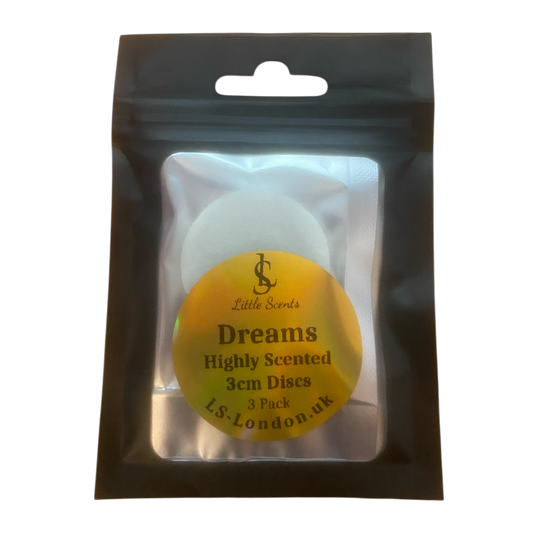 LS
Little Scents
Dreams
Highly Scented
3cm Discs
3 Pack
LS-London.uk